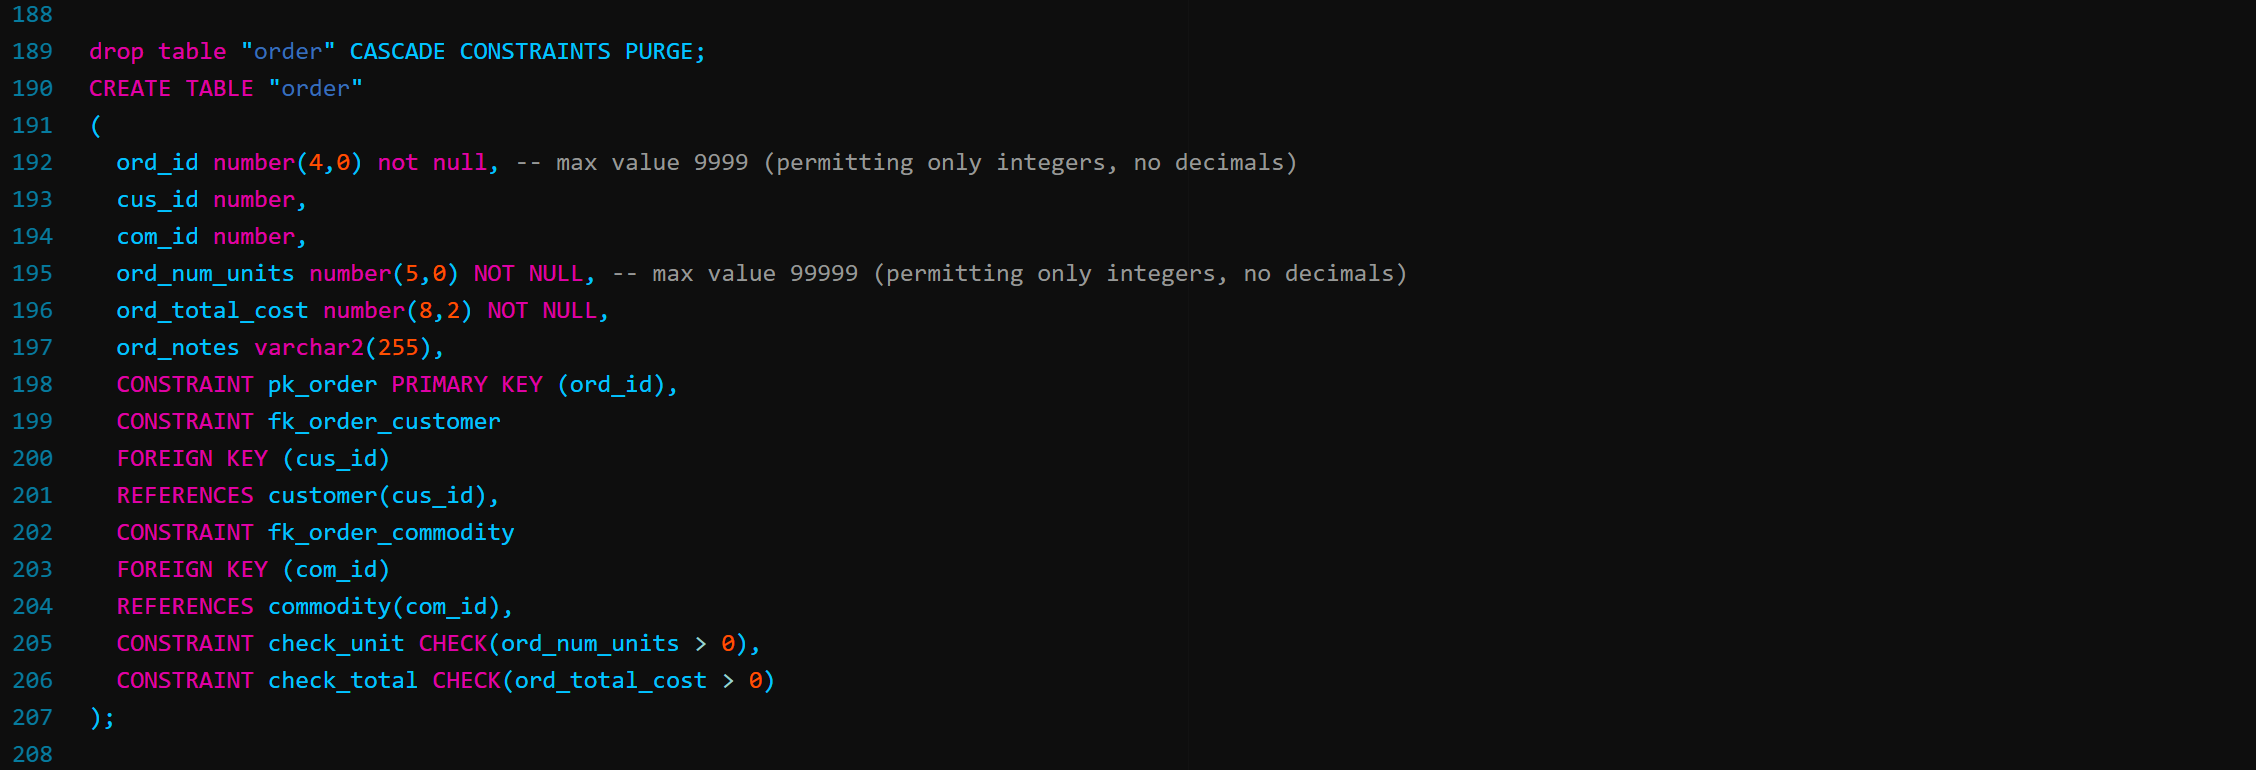 188
189 drop table "order" CASCADE CONSTRAINTS PURGE;
190 CREATE TABLE "order"
191 (
192 ord_id number(4,0) not null, -- max value 9999 (permitting only integers, no decimals)
193 cus_id number,
194 com_id number,
195 ord_num_units number(5,0) NOT NULL, -- max value 99999 (permitting only integers, no decimals)
196 ord_total_cost number(8,2) NOT NULL,
197 ord_notes varchar2(255),
198 CONSTRAINT pk_order PRIMARY KEY (ord_id),
199 CONSTRAINT fk_order_customer
200 FOREIGN KEY (cus_id)
201 REFERENCES customer(cus_id),
202 CONSTRAINT fk_order_commodity
203 FOREIGN KEY (com_id)
204 REFERENCES commodity(com_id),
205 CONSTRAINT check_unit CHECK(ord_num_units > 0),
206 CONSTRAINT check_total CHECK(ord_total_cost > 0)
207 );
208